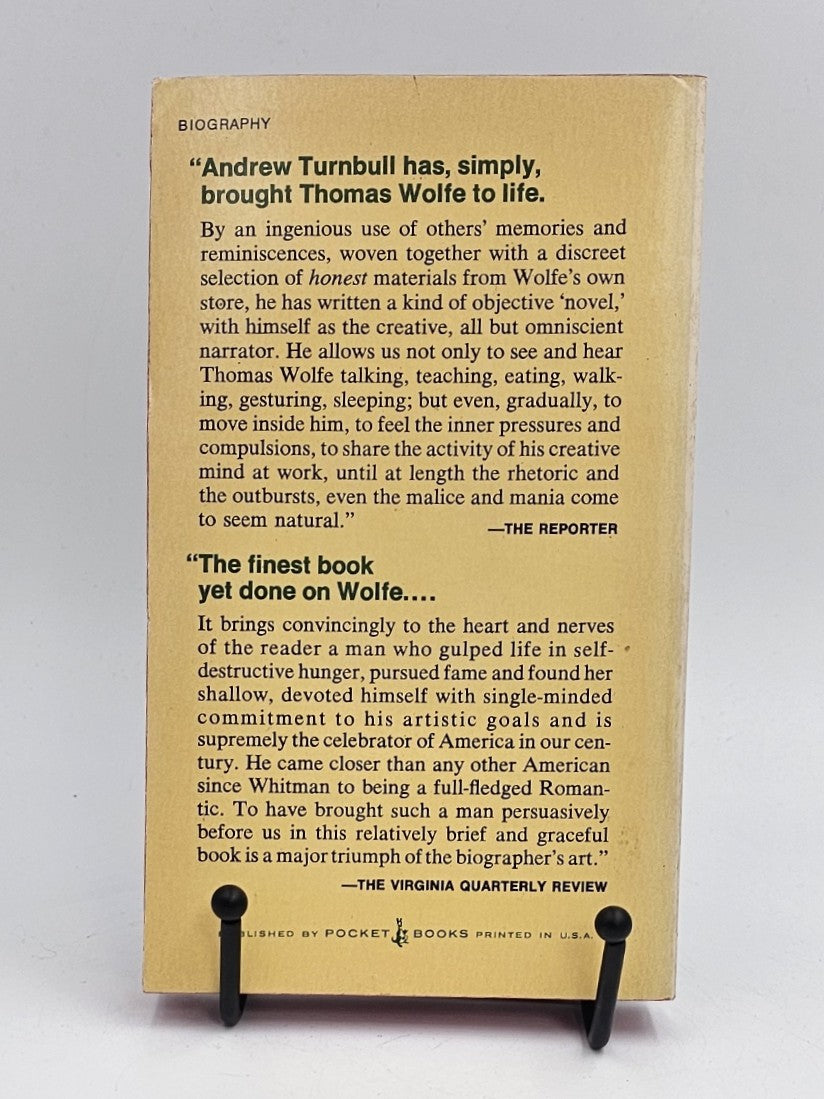 BIOGRAPHY
“Andrew Turnbull has, simply,
brought Thomas Wolfe to life.
By an ingenious use of others’ memories and
reminiscences, woven together with a discreet
selection of honest materials from Wolfe’s own
store, he has written a kind of objective ‘novel,’
with himself as the creative, all but omniscient
narrator. He allows us not only to see and hear
Thomas Wolfe talking, teaching, eating, walk-
ing, gesturing, sleeping; but even, gradually, to
move inside him, to feel the inner pressures and
compulsions, to share the activity of his creative
mind at work, until at length the rhetoric and
the outbursts, even the malice and mania come
to seem natural.”
—THE REPORTER
“The finest book
yet done on Wolfe....
It brings convincingly to the heart and nerves
of the reader a man who gulped life in self-
destructive hunger, pursued fame and found her
shallow, devoted himself with single-minded
commitment to his artistic goals and is
supremely the celebrator of America in our cen-
tury. He came closer than any other American
since Whitman to being a full-fledged Roman-
tic. To have brought such a man persuasively
before us in this relatively brief and graceful
book is a major triumph of the biographer’s art.”
—THE VIRGINIA QUARTERLY REVIEW
BY POCKET BOOKS PRINTED IN U.S.A.